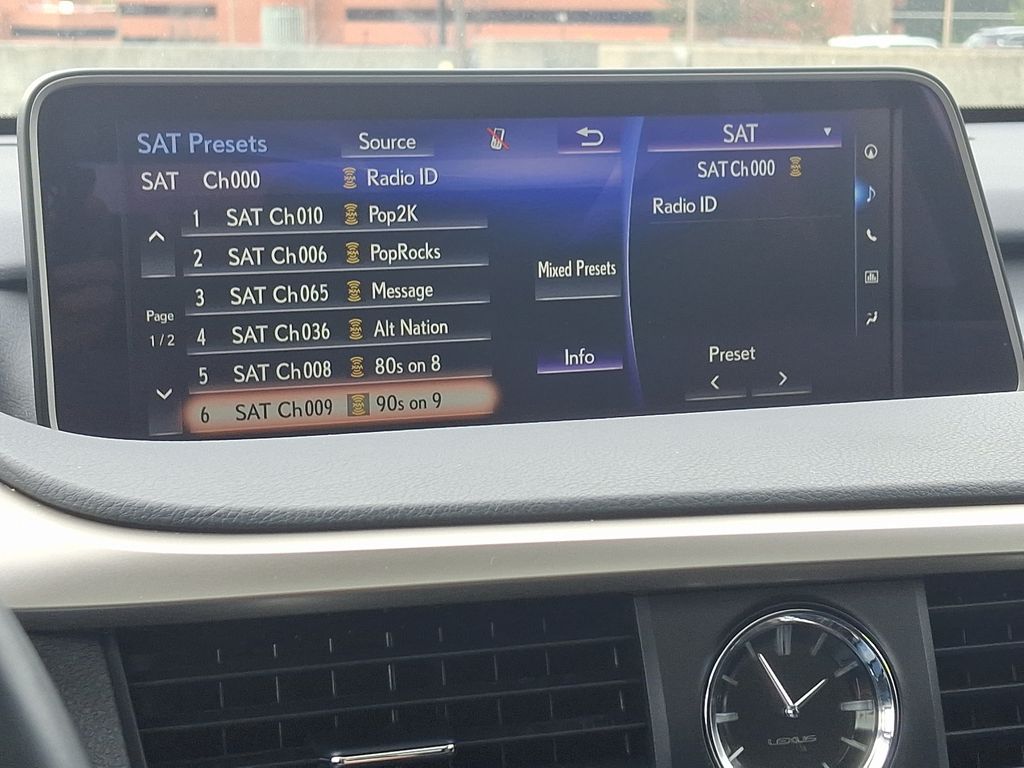 SAT Presets Source SAT
SAT Ch000 Radio ID SAT Ch000
1 SAT Ch010 Pop2K Radio ID
2 SAT Ch006 PopRocks
Mixed Presets
3 SAT Ch065 Message
Page
1/2
4 SAT Ch036 Alt Nation
Info Preset
5 SAT Ch008 80s on 8
6 SAT Ch009 90s on 9
LEXUS